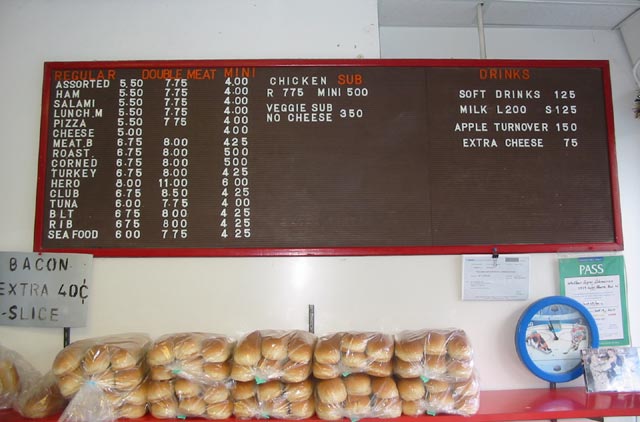 REGULAR DOUBLE MEAT MINI
ASSORTED 5.50 7.75 4.00
HAM 5.50 7.75 4.00
SALAMI 5.50 7.75 4.00
LUNCH.M 5.50 7.75 4.00
PIZZA 5.50 7 75 4.00
CHEESE 5.00 4 00
MEAT.B 6.75 8.00 4 25
ROAST 6.75 8.00 5 00
CORNED 6.75 8.00 5 00
TURKEY 6.75 8.00 4 25
HERO 8.00 11.00 6 00
CLUB 6.75 8.50 4 25
TUNA 6.00 7.75 4 00
BLT 6 75 8 00 4 25
RIB 6 75 8 00 4 25
SEA FOOD 6 00 7 75 4 25
CHICKEN SUB
R 775 MINI 500
VEGGIE SUB
NO CHEESE 350
DRINKS
SOFT DRINKS 125
MILK L200 S125
APPLE TURNOVER 150
EXTRA CHEESE 75
BACON
EXTRA 40¢
-SLICE-
PASS